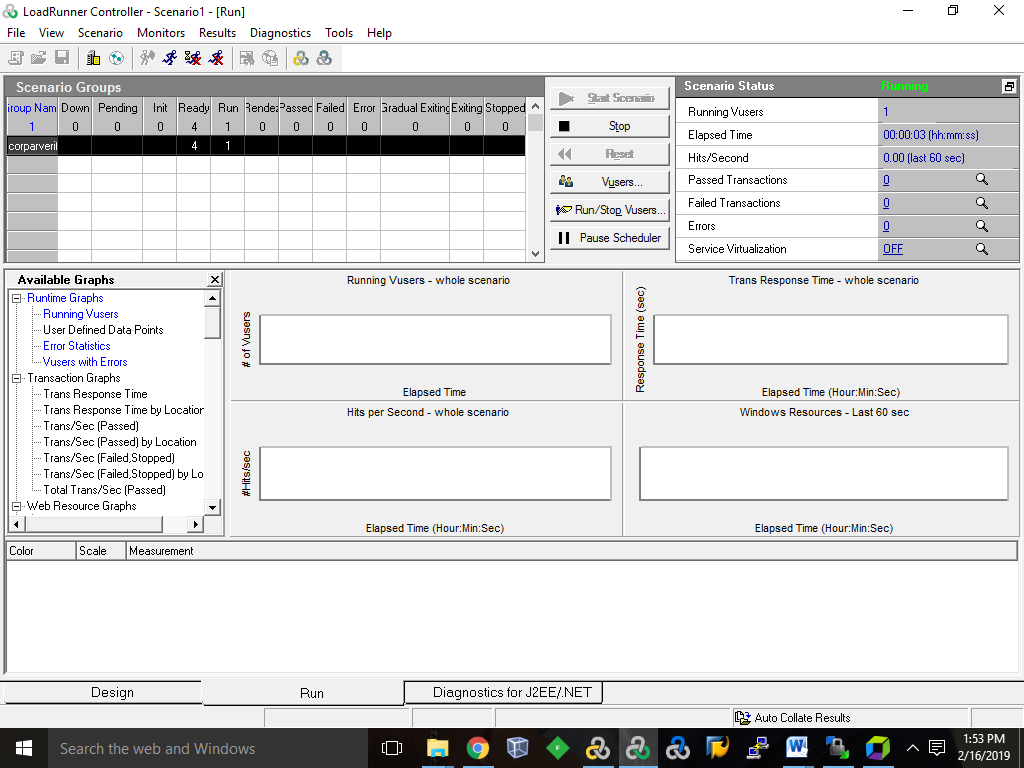 LoadRunner Controller - Scenario1 - [Run]
File View Scenario Monitors Results Diagnostics Tools Help
Scenario Groups
Group Nam Down Pending Init Ready Run Rendez Passed Failed Error Gradual Exiting Exiting Stopped
1 0 0 0 4 1 0 0 0 0 0 0 0
corparveril 4 1
Start Scenario
Stop
Reset
Vusers...
Run/Stop Vusers...
Pause Scheduler
Scenario Status Running
Running Vusers 1
Elapsed Time 00:00:03 (hh:mm:ss)
Hits/Second 0.00 (last 60 sec)
Passed Transactions 0
Failed Transactions 0
Errors 0
Service Virtualization OFF
Available Graphs
Runtime Graphs
Running Vusers
User Defined Data Points
Error Statistics
Vusers with Errors
Transaction Graphs
Trans Response Time
Trans Response Time by Location
Trans/Sec (Passed)
Trans/Sec (Passed) by Location
Trans/Sec (Failed,Stopped)
Trans/Sec (Failed,Stopped) by Lo
Total Trans/Sec (Passed)
Web Resource Graphs
Running Vusers - whole scenario
# of Vusers
Elapsed Time
Trans Response Time - whole scenario
Response Time (sec)
Elapsed Time (Hour:Min:Sec)
Hits per Second - whole scenario
#Hits/sec
Elapsed Time (Hour:Min:Sec)
Windows Resources - Last 60 sec
Elapsed Time (Hour:Min:Sec)
Color Scale Measurement
Design Run Diagnostics for J2EE/.NET
Auto Collate Results
Search the web and Windows
1:53 PM
2/16/2019